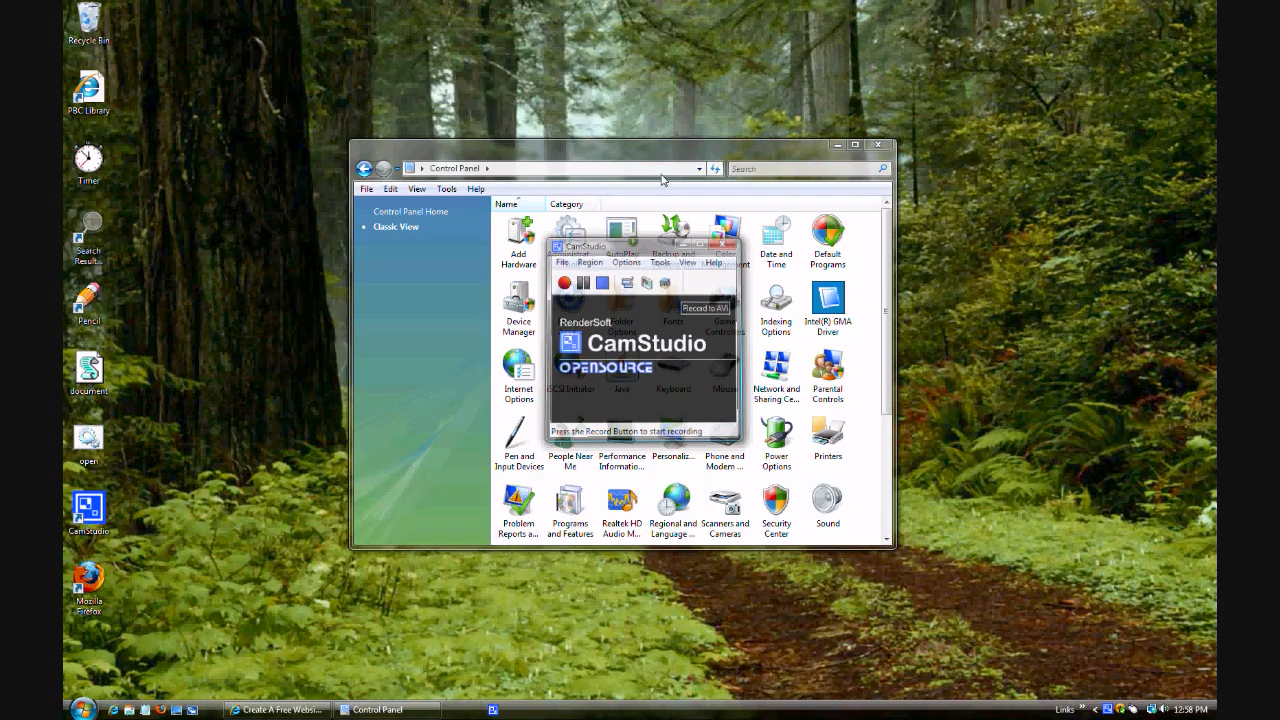 Recycle Bin
PBC Library
Timer
Search
Result...
Pencil
document
open
CamStudio
Mozilla
Firefox
Control Panel
Search
File Edit View Tools Help
Control Panel Home
Classic View
Name Category
Add
Hardware
AutoPlay
Backup and
Color
Date and
Time
Default
Programs
CamStudio
File Region Options Tools View Help
Record to AVI
RenderSoft
CamStudio
OPENSOURCE
Press the Record Button to start recording
Device
Manager
Fonts
Indexing
Options
Intel(R) GMA
Driver
Internet
Options
iSCSI Initiator
Java
Keyboard
Network and
Sharing Ce...
Parental
Controls
Pen and
Input Devices
People Near
Me
Performance
Informatio...
Personaliz...
Phone and
Modem ...
Power
Options
Printers
Problem
Reports a...
Programs
and Features
Realtek HD
Audio M...
Regional and
Language ...
Scanners and
Cameras
Security
Center
Sound
Create A Free Websi...
Control Panel
Links
12:58 PM